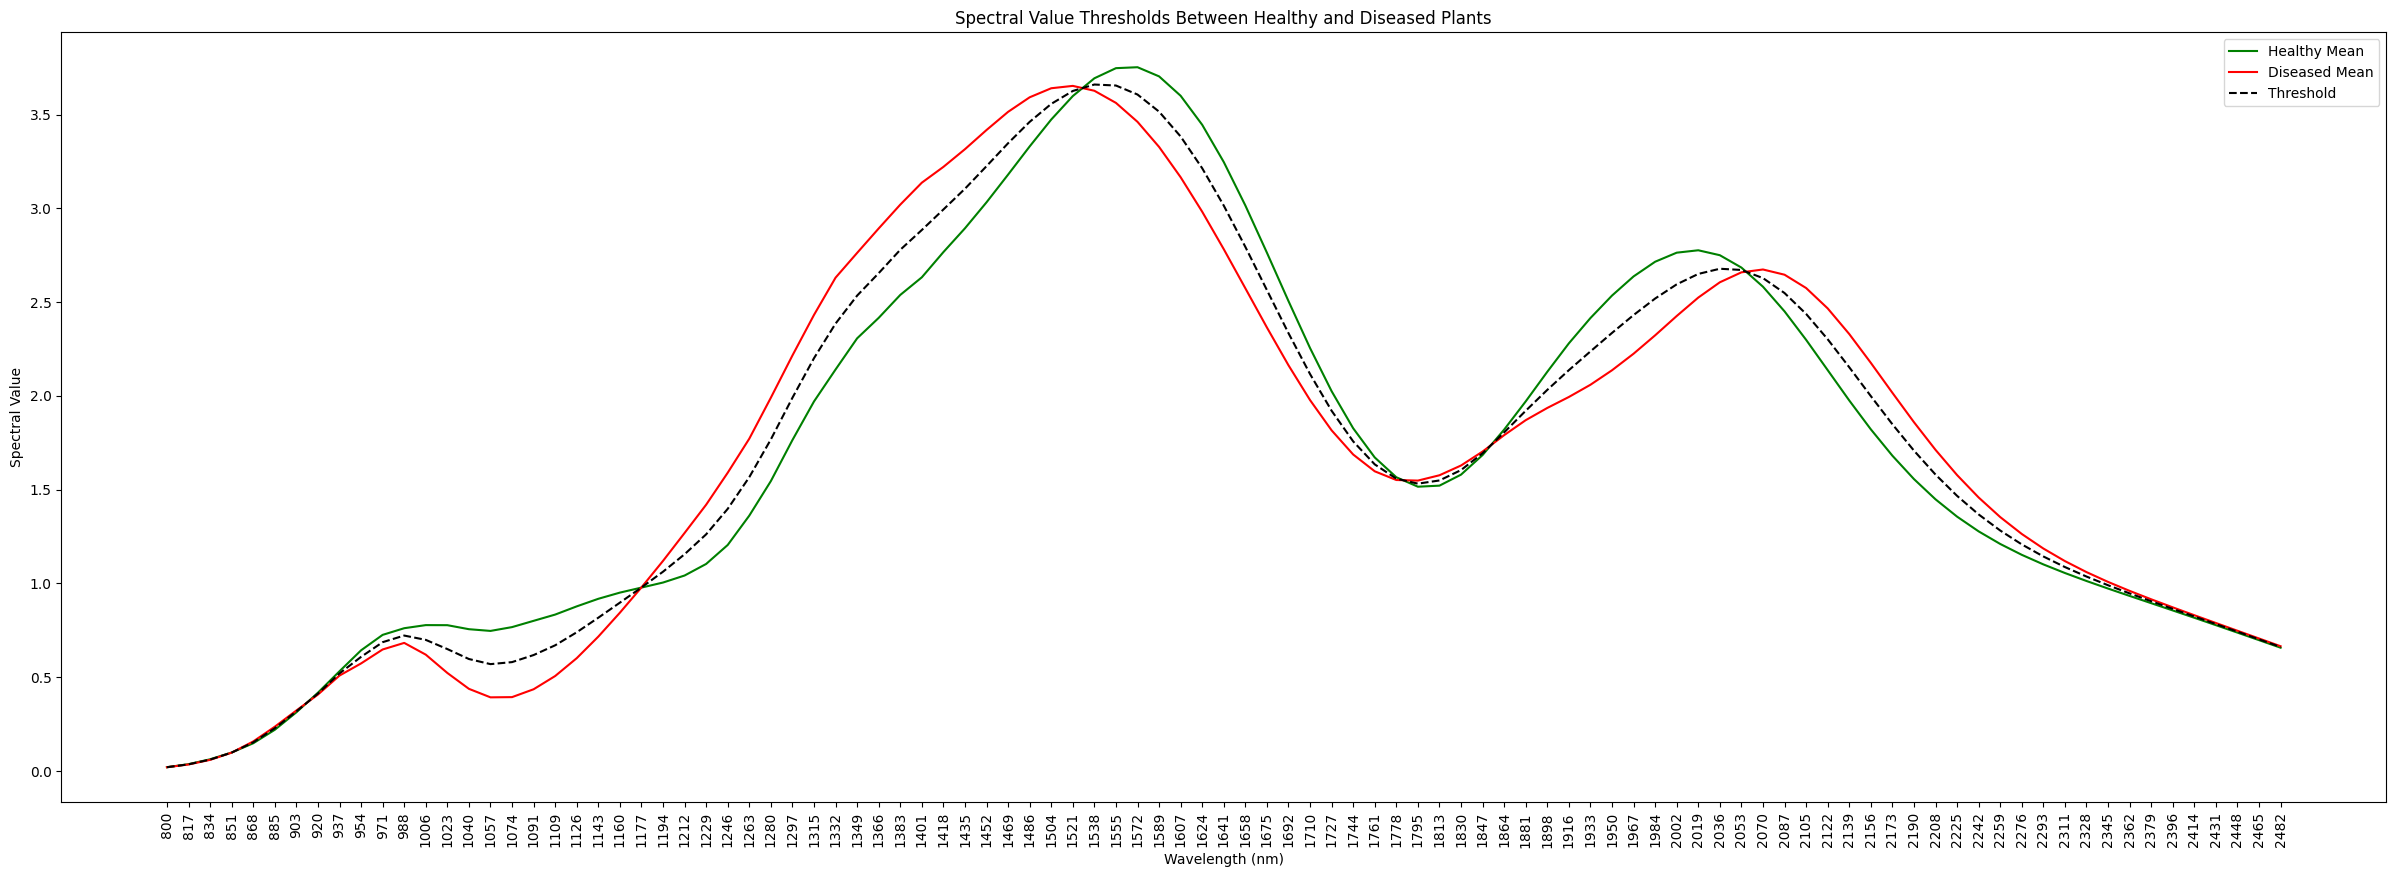 Spectral Value Thresholds Between Healthy and Diseased Plants
Healthy Mean
Diseased Mean
Threshold
Spectral Value
3.5
3.0
2.5
2.0
1.5
1.0
0.5
0.0
800 817 834 851 868 885 903 920 937 954 971 988 1006 1023 1040 1057 1074 1091 1109 1126 1143 1160 1177 1194 1212 1229 1246 1263 1280 1297 1315 1332 1349 1366 1383 1401 1418 1435 1452 1469 1486 1504 1521 1538 1555 1572 1589 1607 1624 1641 1658 1675 1692 1710 1727 1744 1761 1778 1795 1813 1830 1847 1864 1881 1898 1916 1933 1950 1967 1984 2002 2019 2036 2053 2070 2087 2105 2122 2139 2156 2173 2190 2208 2225 2242 2259 2276 2293 2311 2328 2345 2362 2379 2396 2414 2431 2448 2465 2482
Wavelength (nm)